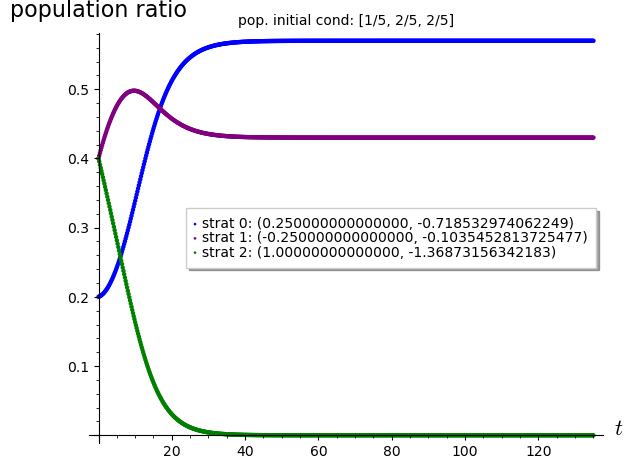 population ratio
pop. initial cond: [1/5, 2/5, 2/5]
0.5
0.4
0.3
0.2
0.1
strat 0: (0.250000000000000, -0.718532974062249)
strat 1: (-0.250000000000000, -0.1035452813725477)
strat 2: (1.00000000000000, -1.36873156342183)
20 40 60 80 100 120
t